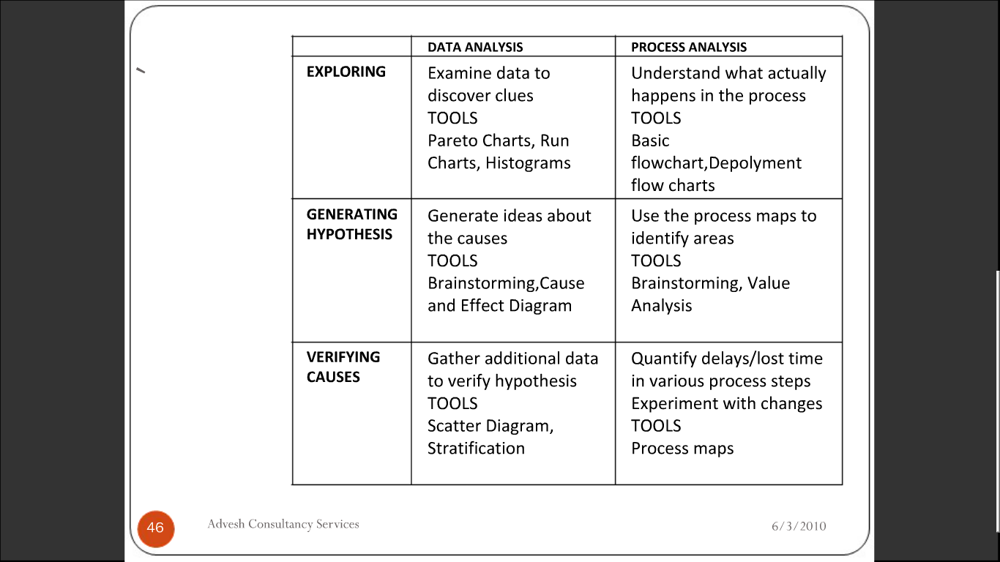 DATA ANALYSIS
PROCESS ANALYSIS
EXPLORING
Examine data to
discover clues
TOOLS
Pareto Charts, Run
Charts, Histograms
Understand what actually
happens in the process
TOOLS
Basic
flowchart,Depolyment
flow charts
GENERATING
HYPOTHESIS
Generate ideas about
the causes
TOOLS
Brainstorming,Cause
and Effect Diagram
Use the process maps to
identify areas
TOOLS
Brainstorming, Value
Analysis
VERIFYING
CAUSES
Gather additional data
to verify hypothesis
TOOLS
Scatter Diagram,
Stratification
Quantify delays/lost time
in various process steps
Experiment with changes
TOOLS
Process maps
46
Advesh Consultancy Services
6/3/2010